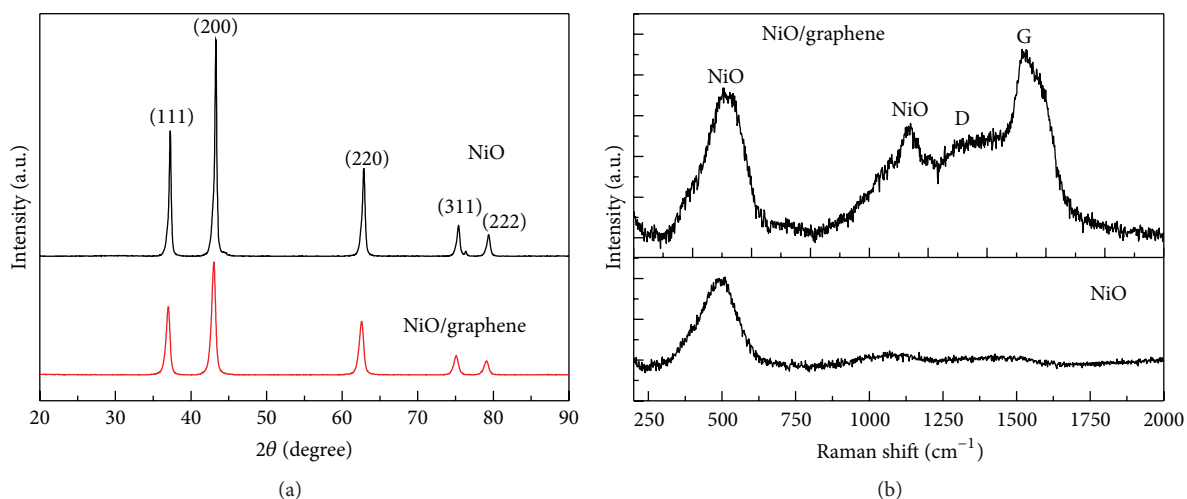 (200)
(111)
(220)
NiO
(311)
(222)
NiO/graphene
Intensity (a.u.)
20 30 40 50 60 70 80 90
2θ (degree)
(a)
NiO/graphene
G
NiO
NiO
D
NiO
Intensity (a.u.)
250 500 750 1000 1250 1500 1750 2000
Raman shift (cm⁻¹)
(b)